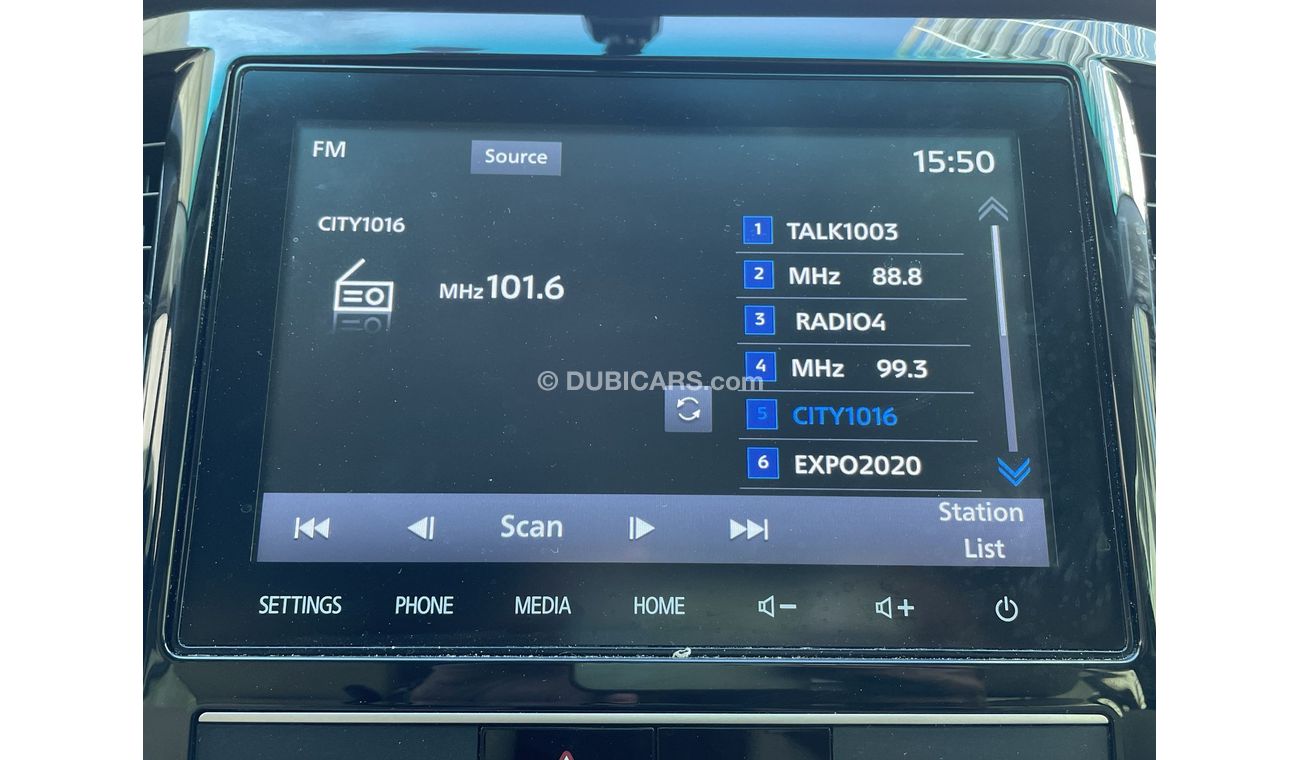 FM
Source
15:50
CITY1016
MHz 101.6
1 TALK1003
2 MHz 88.8
3 RADIO4
4 MHz 99.3
5 CITY1016
6 EXPO2020
© DUBICARS.com
Scan
Station
List
SETTINGS PHONE MEDIA HOME